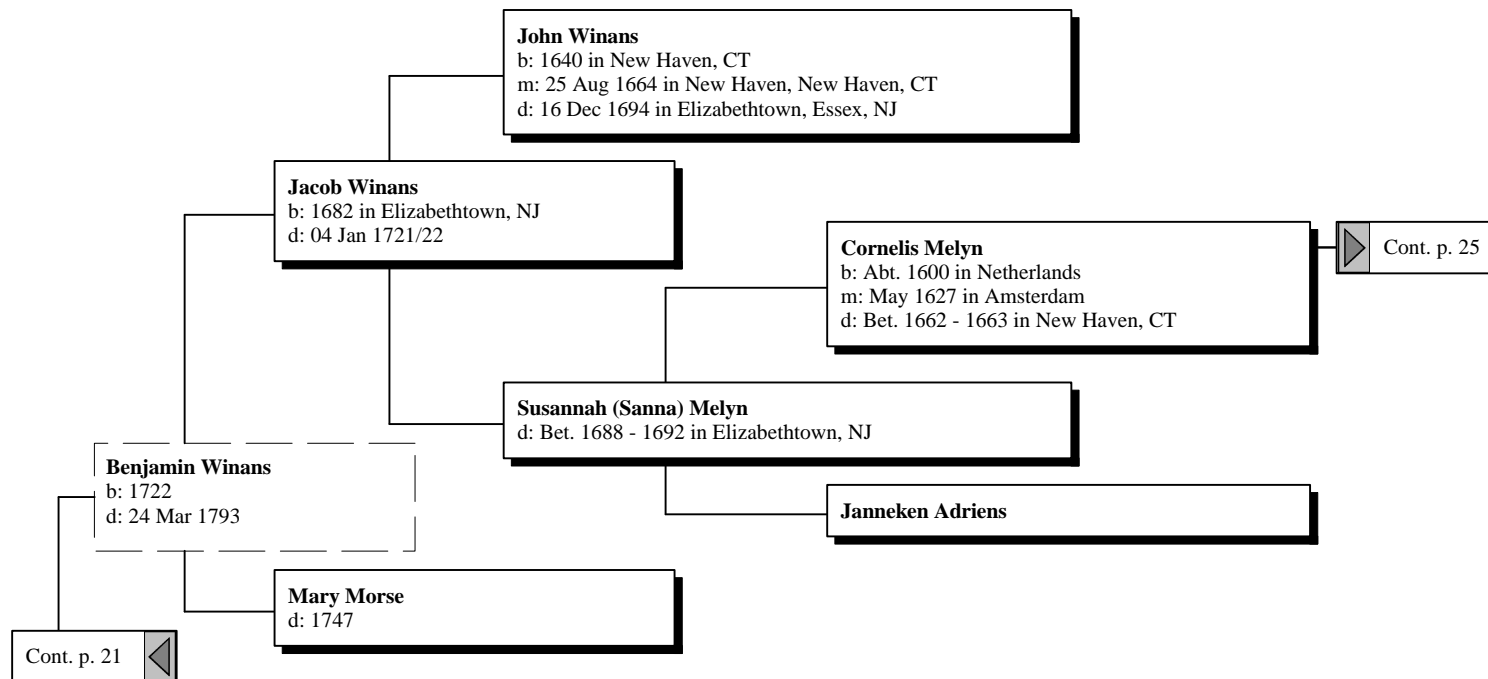 John Winans
b: 1640 in New Haven, CT
m: 25 Aug 1664 in New Haven, New Haven, CT
d: 16 Dec 1694 in Elizabethtown, Essex, NJ
Jacob Winans
b: 1682 in Elizabethtown, NJ
d: 04 Jan 1721/22
Cornelis Melyn
b: Abt. 1600 in Netherlands
m: May 1627 in Amsterdam
d: Bet. 1662 - 1663 in New Haven, CT
Cont. p. 25
Susannah (Sanna) Melyn
d: Bet. 1688 - 1692 in Elizabethtown, NJ
Benjamin Winans
b: 1722
d: 24 Mar 1793
Janneken Adriens
Mary Morse
d: 1747
Cont. p. 21